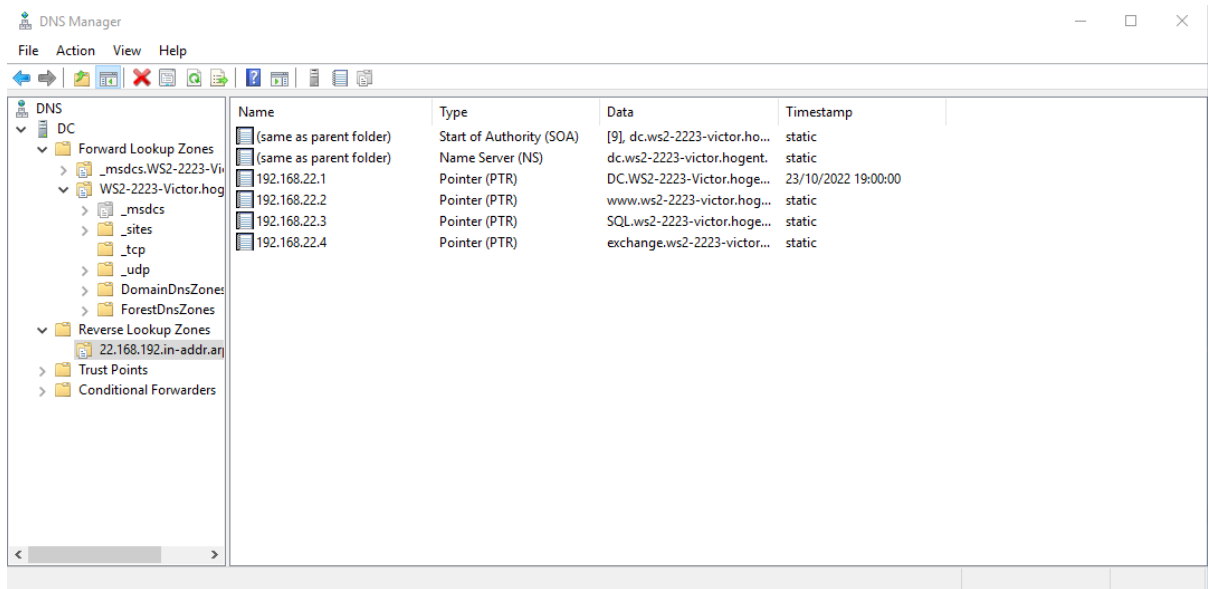 DNS Manager
File Action View Help
DNS
DC
Forward Lookup Zones
_msdcs.WS2-2223-Vi
WS2-2223-Victor.hog
_msdcs
_sites
_tcp
_udp
DomainDnsZones
ForestDnsZones
Reverse Lookup Zones
22.168.192.in-addr.ar
Trust Points
Conditional Forwarders
Name Type Data Timestamp
(same as parent folder) Start of Authority (SOA) [9], dc.ws2-2223-victor.ho... static
(same as parent folder) Name Server (NS) dc.ws2-2223-victor.hogent. static
192.168.22.1 Pointer (PTR) DC.WS2-2223-Victor.hoge... 23/10/2022 19:00:00
192.168.22.2 Pointer (PTR) www.ws2-2223-victor.hog... static
192.168.22.3 Pointer (PTR) SQL.ws2-2223-victor.hoge... static
192.168.22.4 Pointer (PTR) exchange.ws2-2223-victor... static